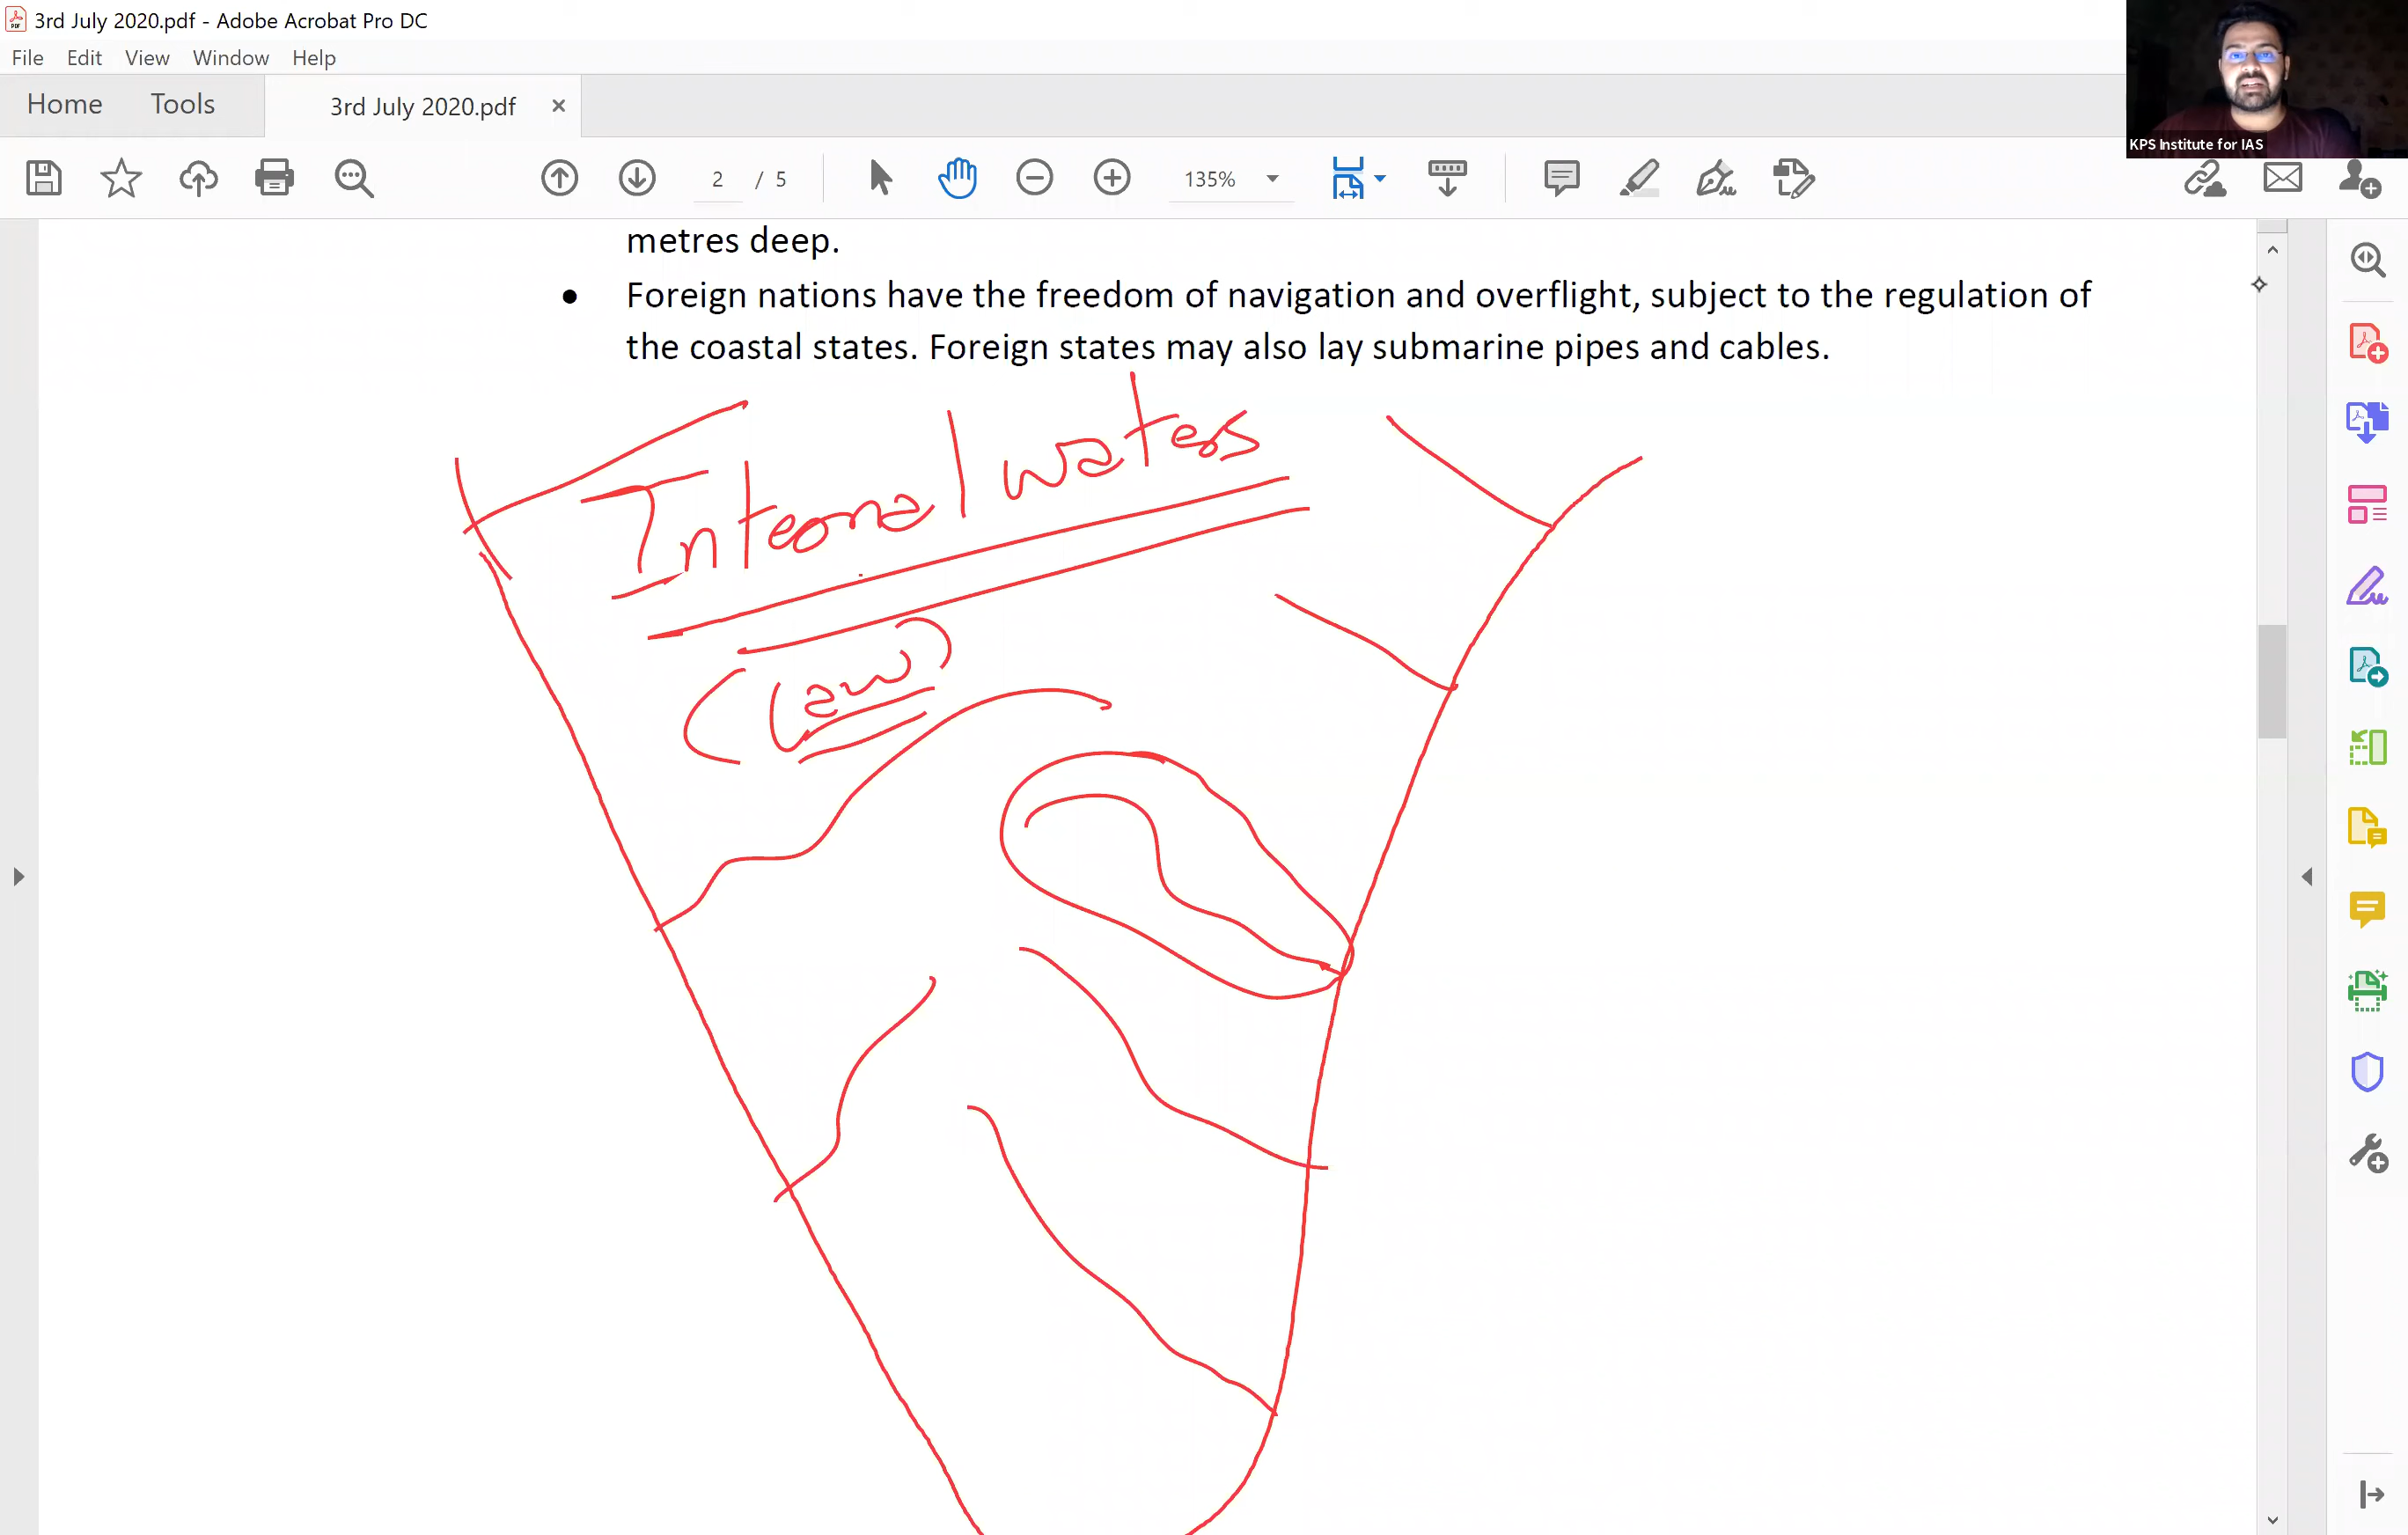 3rd July 2020.pdf - Adobe Acrobat Pro DC
File Edit View Window Help
Home Tools 3rd July 2020.pdf ×
2 / 5 135%
KPS Institute for IAS
metres deep.
• Foreign nations have the freedom of navigation and overflight, subject to the regulation of
the coastal states. Foreign states may also lay submarine pipes and cables.
Internal waters
(Law)